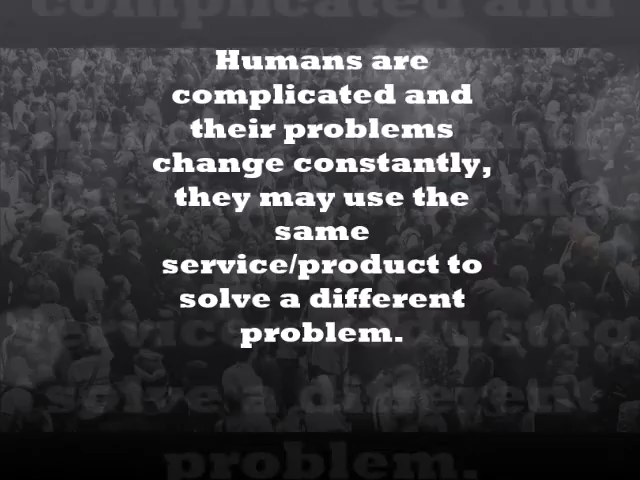 Humans are
complicated and
their problems
change constantly,
they may use the
same
service/product to
solve a different
problem.